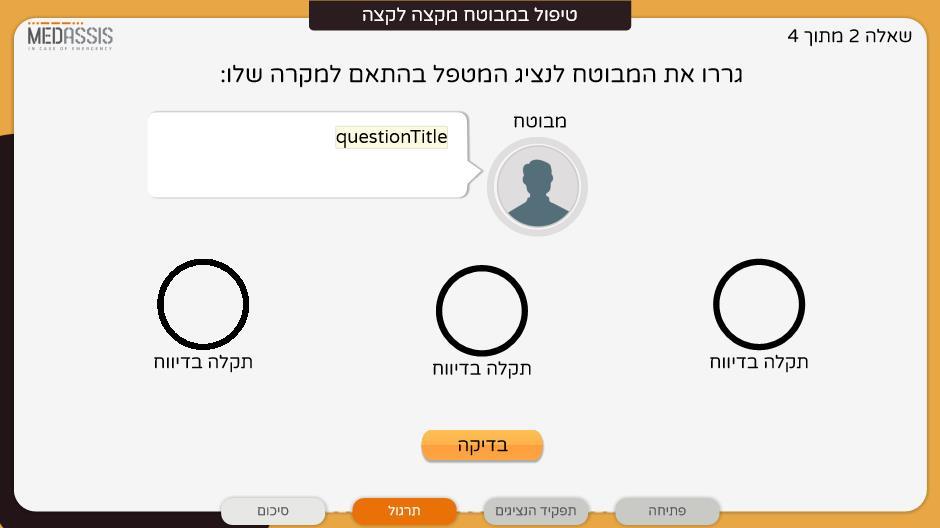 טיפול במבוטח מקצה לקצה
MEDASSIS
IN CASE OF EMERGENCY
שאלה 2 מתוך 4
גררו את המבוטח לנציג המטפל בהתאם למקרה שלו:
מבוטח
questionTitle
תקלה בדיווח
תקלה בדיווח
תקלה בדיווח
בדיקה
פתיחה
תפקיד הנציגים
תרגול
סיכום